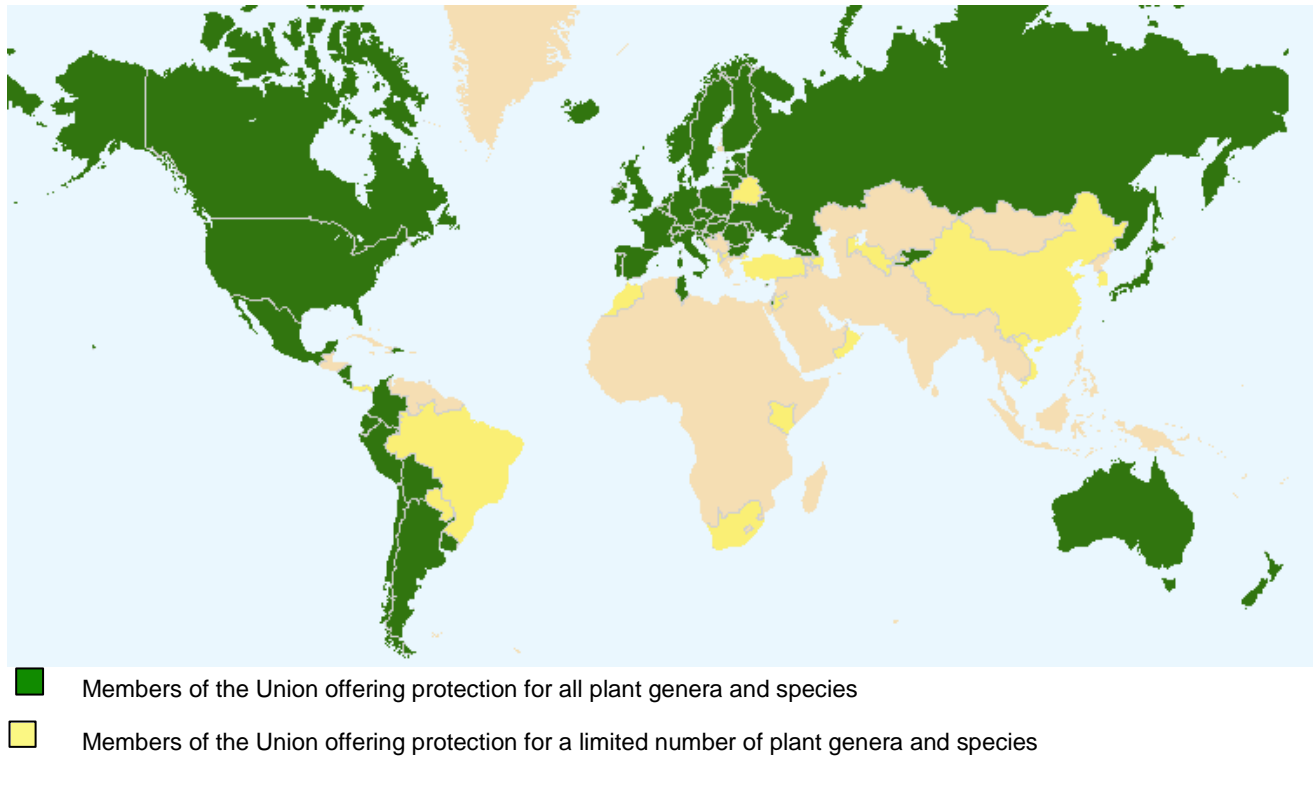 Members of the Union offering protection for all plant genera and species
Members of the Union offering protection for a limited number of plant genera and species